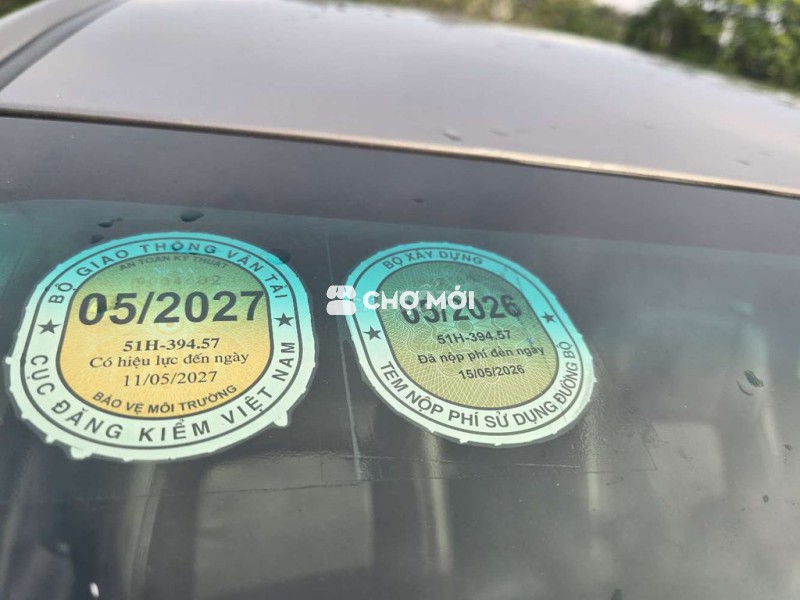 BỘ GIAO THÔNG VẬN TẢI
AN TOÀN KỸ THUẬT
05/2027
51H-394.57
Có hiệu lực đến ngày
11/05/2027
BẢO VỆ MÔI TRƯỜNG
CỤC ĐĂNG KIỂM VIỆT NAM
BỘ XÂY DỰNG
CHỢ MỚI
/2026
51H-394.57
Đã nộp phí đến ngày
15/05/2026
TEM NỘP PHÍ SỬ DỤNG ĐƯỜNG BỘ